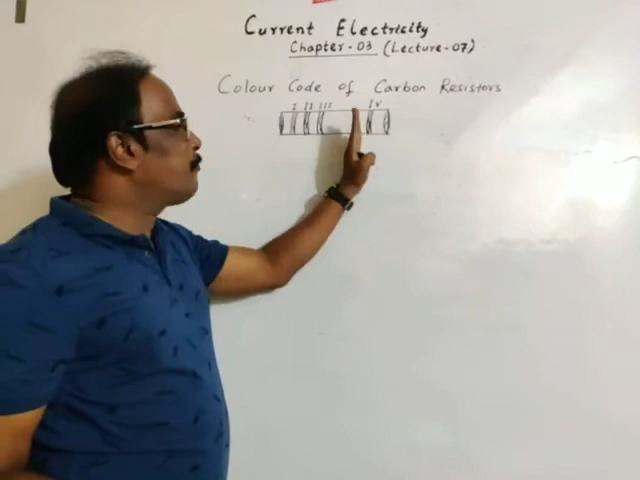 Current Electricity
Chapter-03 (Lecture-07)
Colour Code of Carbon Resistors
I II III IV